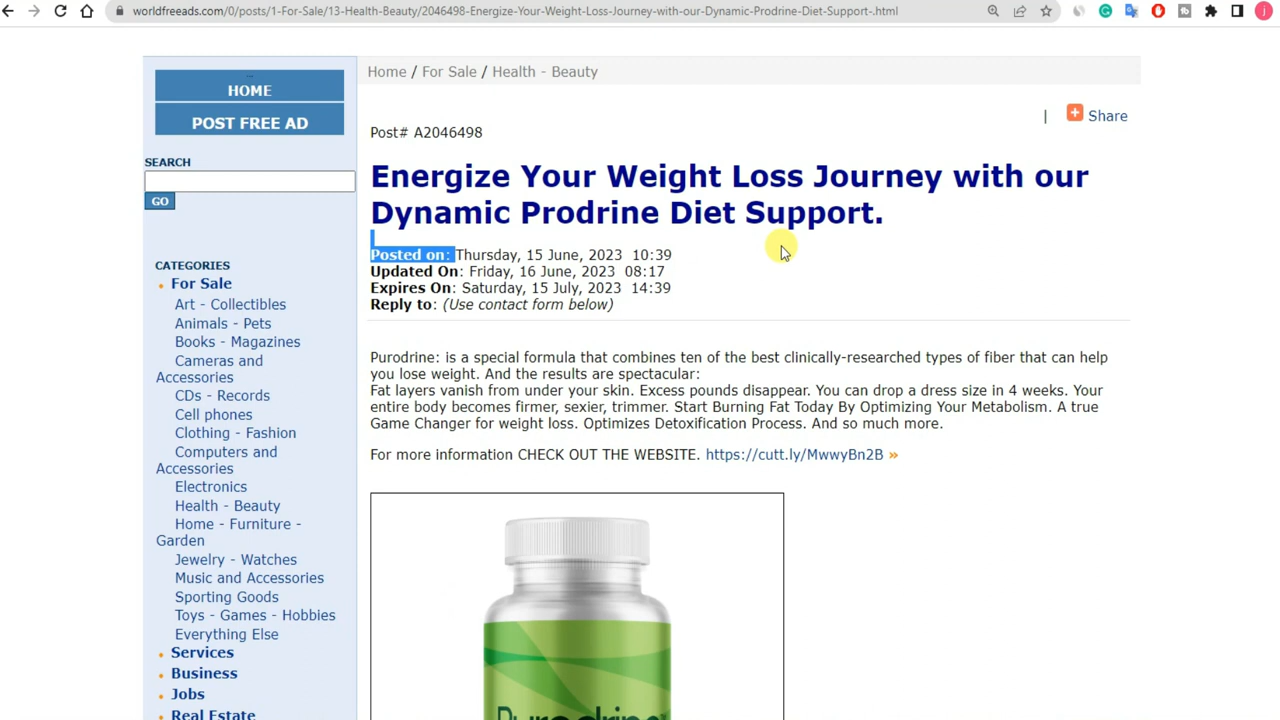 worldfreeads.com/0/posts/1-For-Sale/13-Health-Beauty/2046498-Energize-Your-Weight-Loss-Journey-with-our-Dynamic-Prodrine-Diet-Support-.html
j
HOME
POST FREE AD
SEARCH
GO
CATEGORIES
For Sale
Art - Collectibles
Animals - Pets
Books - Magazines
Cameras and
Accessories
CDs - Records
Cell phones
Clothing - Fashion
Computers and
Accessories
Electronics
Health - Beauty
Home - Furniture -
Garden
Jewelry - Watches
Music and Accessories
Sporting Goods
Toys - Games - Hobbies
Everything Else
Services
Business
Jobs
Real Estate
Home / For Sale / Health - Beauty
| Share
Post# A2046498
Energize Your Weight Loss Journey with our
Dynamic Prodrine Diet Support.
Posted on: Thursday, 15 June, 2023 10:39
Updated On: Friday, 16 June, 2023 08:17
Expires On: Saturday, 15 July, 2023 14:39
Reply to: (Use contact form below)
Purodrine: is a special formula that combines ten of the best clinically-researched types of fiber that can help
you lose weight. And the results are spectacular:
Fat layers vanish from under your skin. Excess pounds disappear. You can drop a dress size in 4 weeks. Your
entire body becomes firmer, sexier, trimmer. Start Burning Fat Today By Optimizing Your Metabolism. A true
Game Changer for weight loss. Optimizes Detoxification Process. And so much more.
For more information CHECK OUT THE WEBSITE. https://cutt.ly/MwwyBn2B »
Purodrine